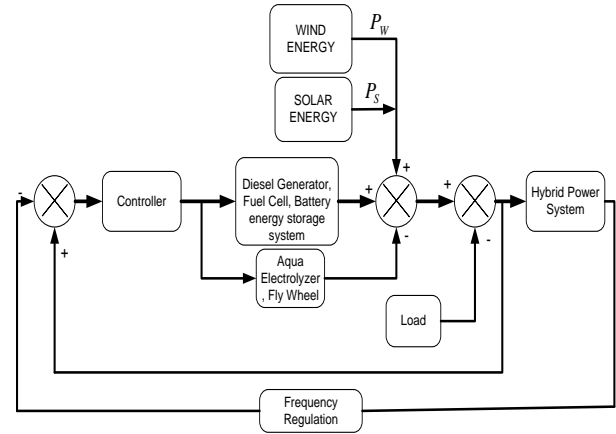 WIND
ENERGY
P_W
SOLAR
ENERGY
P_S
-
+
Controller
Diesel Generator,
Fuel Cell, Battery
energy storage
system
+
+
-
+
-
Hybrid Power
System
Aqua
Electrolyzer
, Fly Wheel
Load
Frequency
Regulation